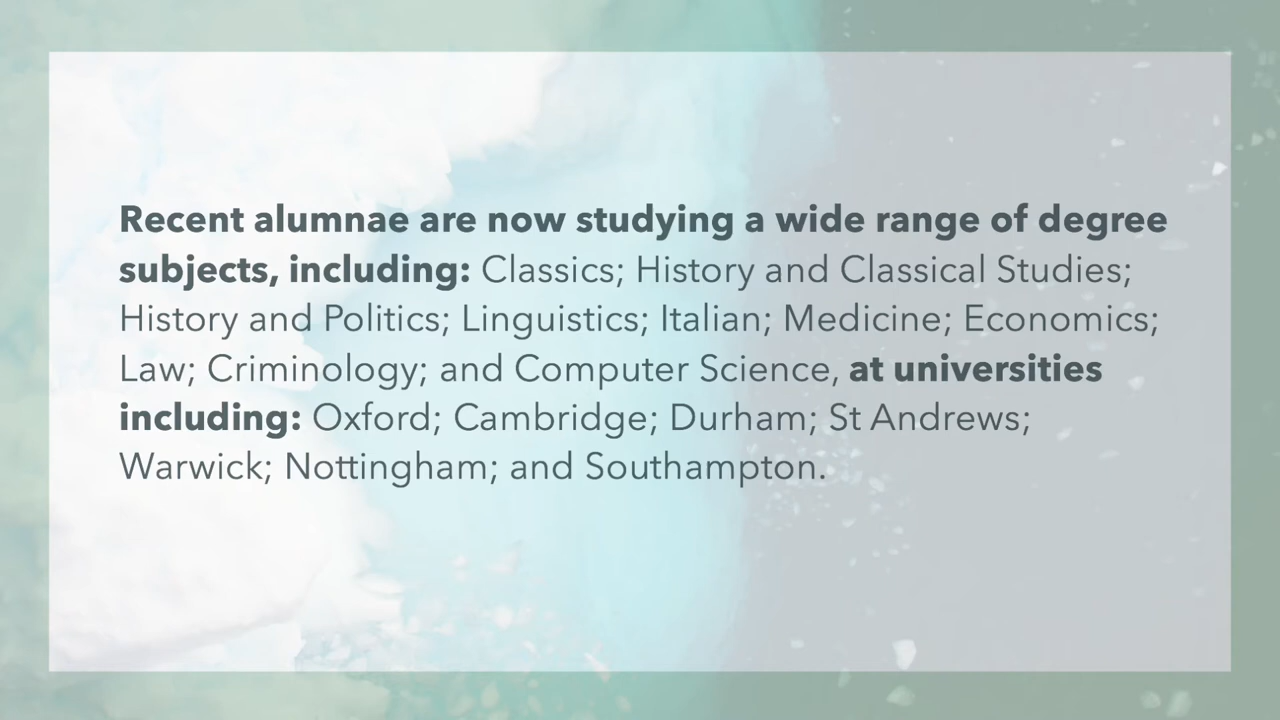 Recent alumnae are now studying a wide range of degree
subjects, including: Classics; History and Classical Studies;
History and Politics; Linguistics; Italian; Medicine; Economics;
Law; Criminology; and Computer Science, at universities
including: Oxford; Cambridge; Durham; St Andrews;
Warwick; Nottingham; and Southampton.